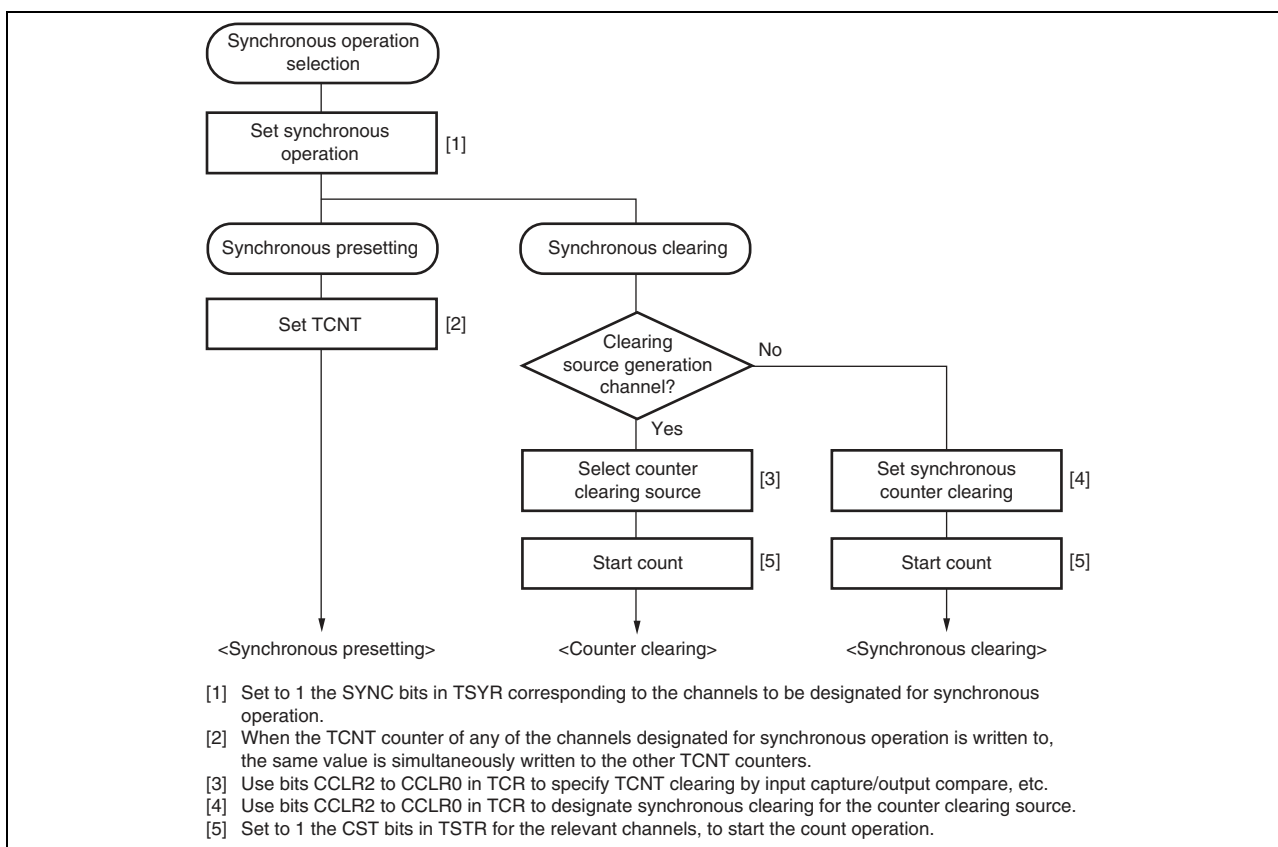 Synchronous operation
selection
Set synchronous
operation
[1]
Synchronous presetting
Synchronous clearing
Set TCNT
[2]
Clearing
source generation
channel?
No
Yes
Select counter
clearing source
[3]
Set synchronous
counter clearing
[4]
Start count
[5]
Start count
[5]
<Synchronous presetting>
<Counter clearing>
<Synchronous clearing>
[1] Set to 1 the SYNC bits in TSYR corresponding to the channels to be designated for synchronous
operation.
[2] When the TCNT counter of any of the channels designated for synchronous operation is written to,
the same value is simultaneously written to the other TCNT counters.
[3] Use bits CCLR2 to CCLR0 in TCR to specify TCNT clearing by input capture/output compare, etc.
[4] Use bits CCLR2 to CCLR0 in TCR to designate synchronous clearing for the counter clearing source.
[5] Set to 1 the CST bits in TSTR for the relevant channels, to start the count operation.